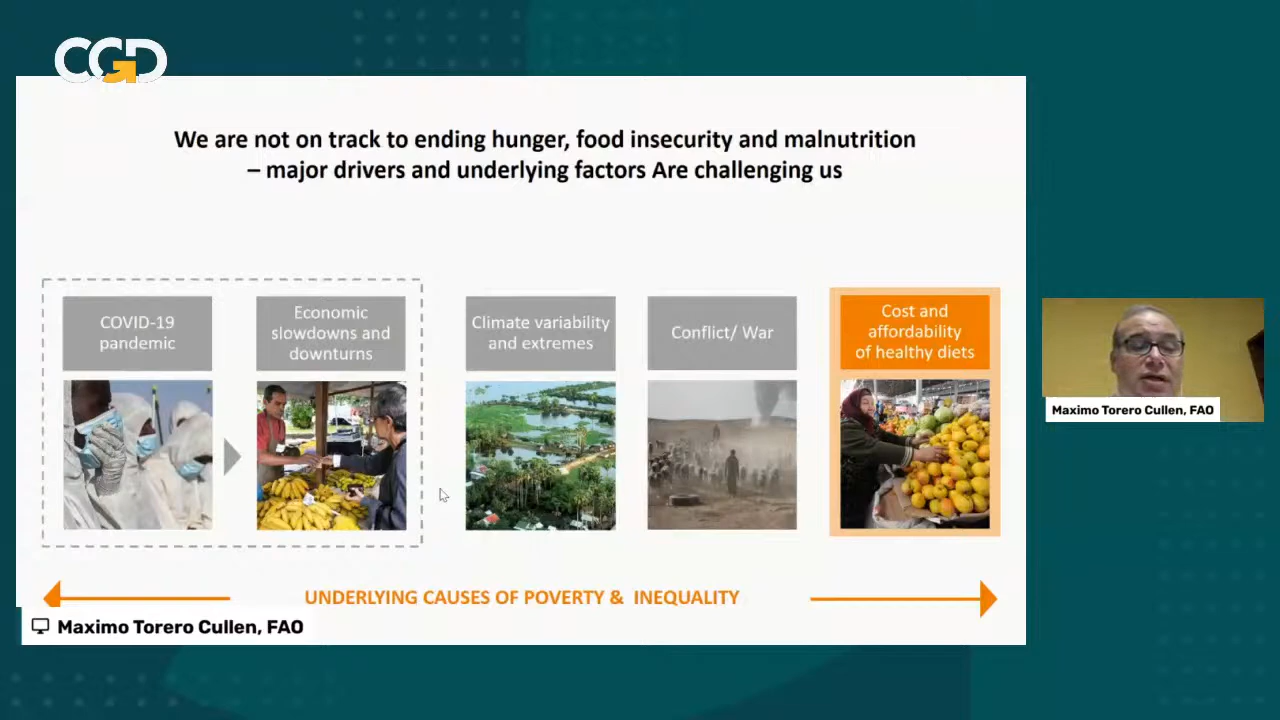 CGD
We are not on track to ending hunger, food insecurity and malnutrition
– major drivers and underlying factors Are challenging us
COVID-19
pandemic
Economic
slowdowns and
downturns
Climate variability
and extremes
Conflict/ War
Cost and
affordability
of healthy diets
UNDERLYING CAUSES OF POVERTY & INEQUALITY
Maximo Torero Cullen, FAO
Maximo Torero Cullen, FAO